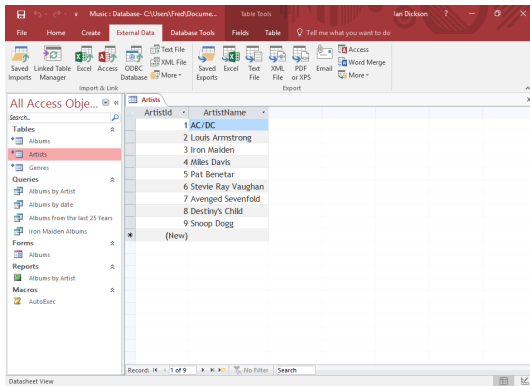 Music : Database- C:\Users\Fred\Docume...
Table Tools
Ian Dickson
?
File
Home
Create
External Data
Database Tools
Fields
Table
Tell me what you want to do
Saved Imports
Linked Table Manager
Excel
Access
ODBC Database
Text File
XML File
More
Import & Link
Saved Exports
Excel
Text File
XML File
PDF or XPS
Email
Access
Word Merge
More
Export
All Access Obje...
Search...
Tables
Albums
Artists
Genres
Queries
Albums by Artist
Albums by date
Albums from the last 25 Years
Iron Maiden Albums
Forms
Albums
Reports
Albums by Artist
Macros
AutoExec
Artists
ArtistId ArtistName
1 AC/DC
2 Louis Armstrong
3 Iron Maiden
4 Miles Davis
5 Pat Benetar
6 Stevie Ray Vaughan
7 Avenged Sevenfold
8 Destiny's Child
9 Snoop Dogg
(New)
Record: 1 of 9 No Filter Search
Datasheet View